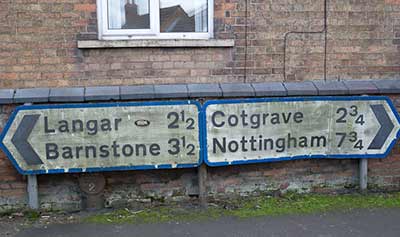 Langar 2½
Barnstone 3½
Cotgrave 2¾
Nottingham 7¾